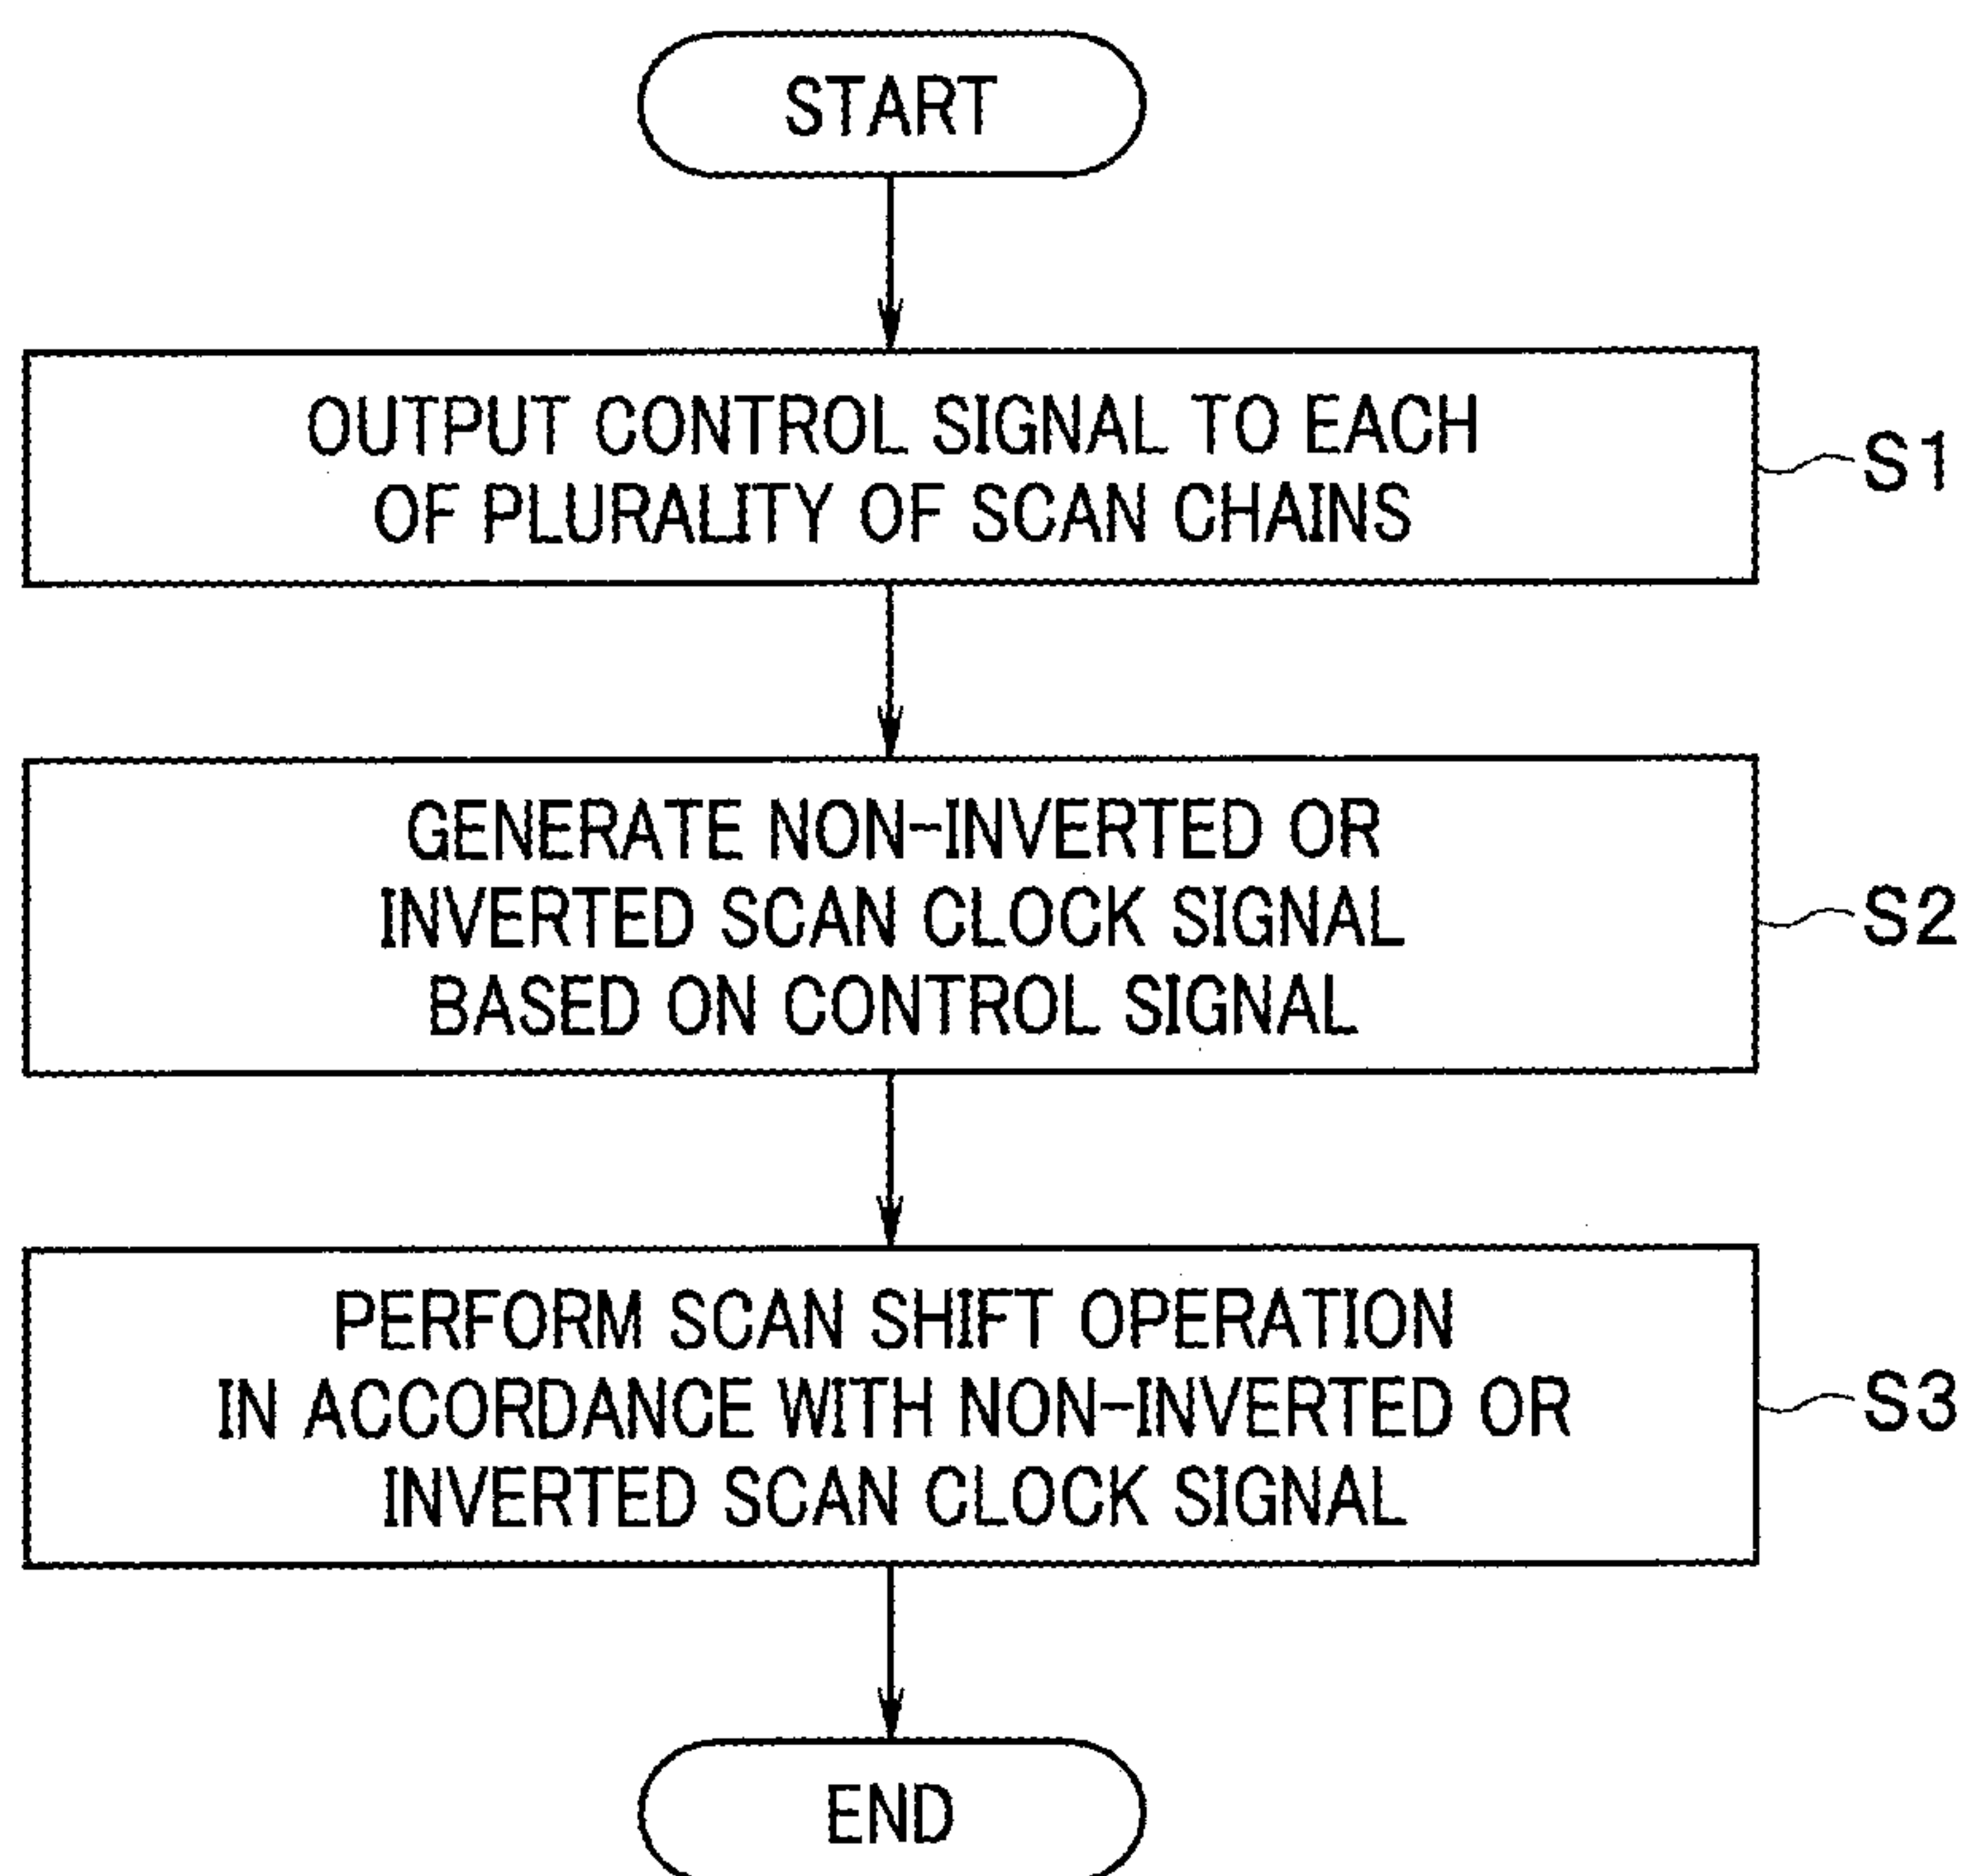 START
OUTPUT CONTROL SIGNAL TO EACH
OF PLURALITY OF SCAN CHAINS
S1
GENERATE NON-INVERTED OR
INVERTED SCAN CLOCK SIGNAL
BASED ON CONTROL SIGNAL
S2
PERFORM SCAN SHIFT OPERATION
IN ACCORDANCE WITH NON-INVERTED OR
INVERTED SCAN CLOCK SIGNAL
S3
END